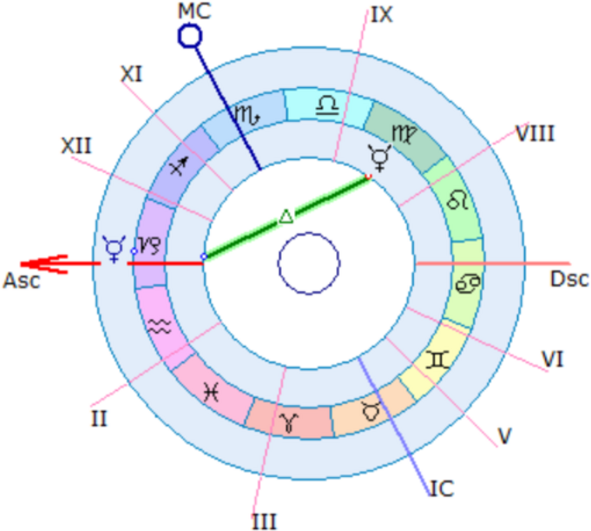 MC
IX
XI
♎
♏
♍
VIII
XII
♐
☿
♌
△
☿
♑
Asc
Dsc
♋
♒
♊
VI
♓
♉
II
♈
V
IC
III